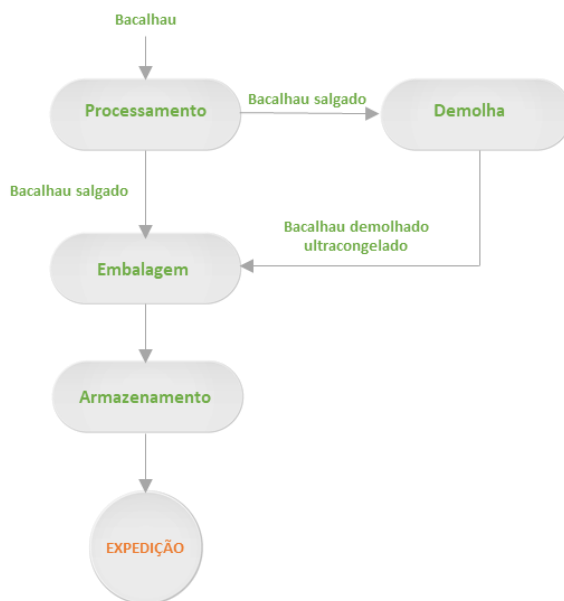 Bacalhau
Processamento
Bacalhau salgado
Demolha
Bacalhau salgado
Bacalhau demolhado
ultracongelado
Embalagem
Armazenamento
EXPEDIÇÃO